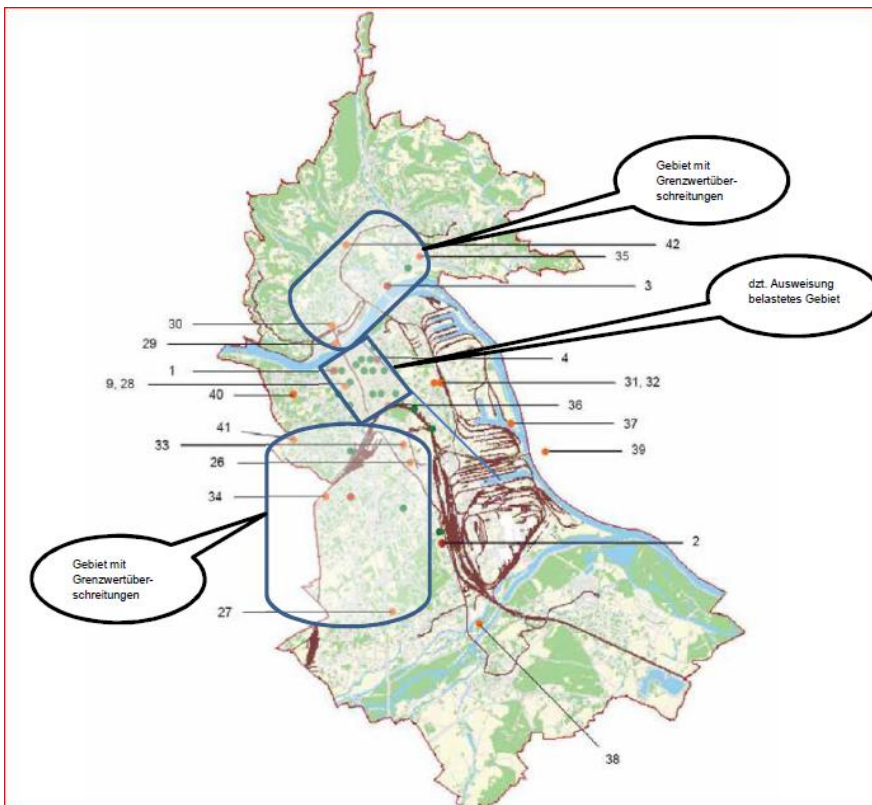 Gebiet mit
Grenzwertüber-
schreitungen
42
35
3
dzt. Ausweisung
belastetes Gebiet
30
29
4
1
9, 28
31, 32
40
36
37
41
33
39
26
34
2
Gebiet mit
Grenzwertüber-
schreitungen
27
38